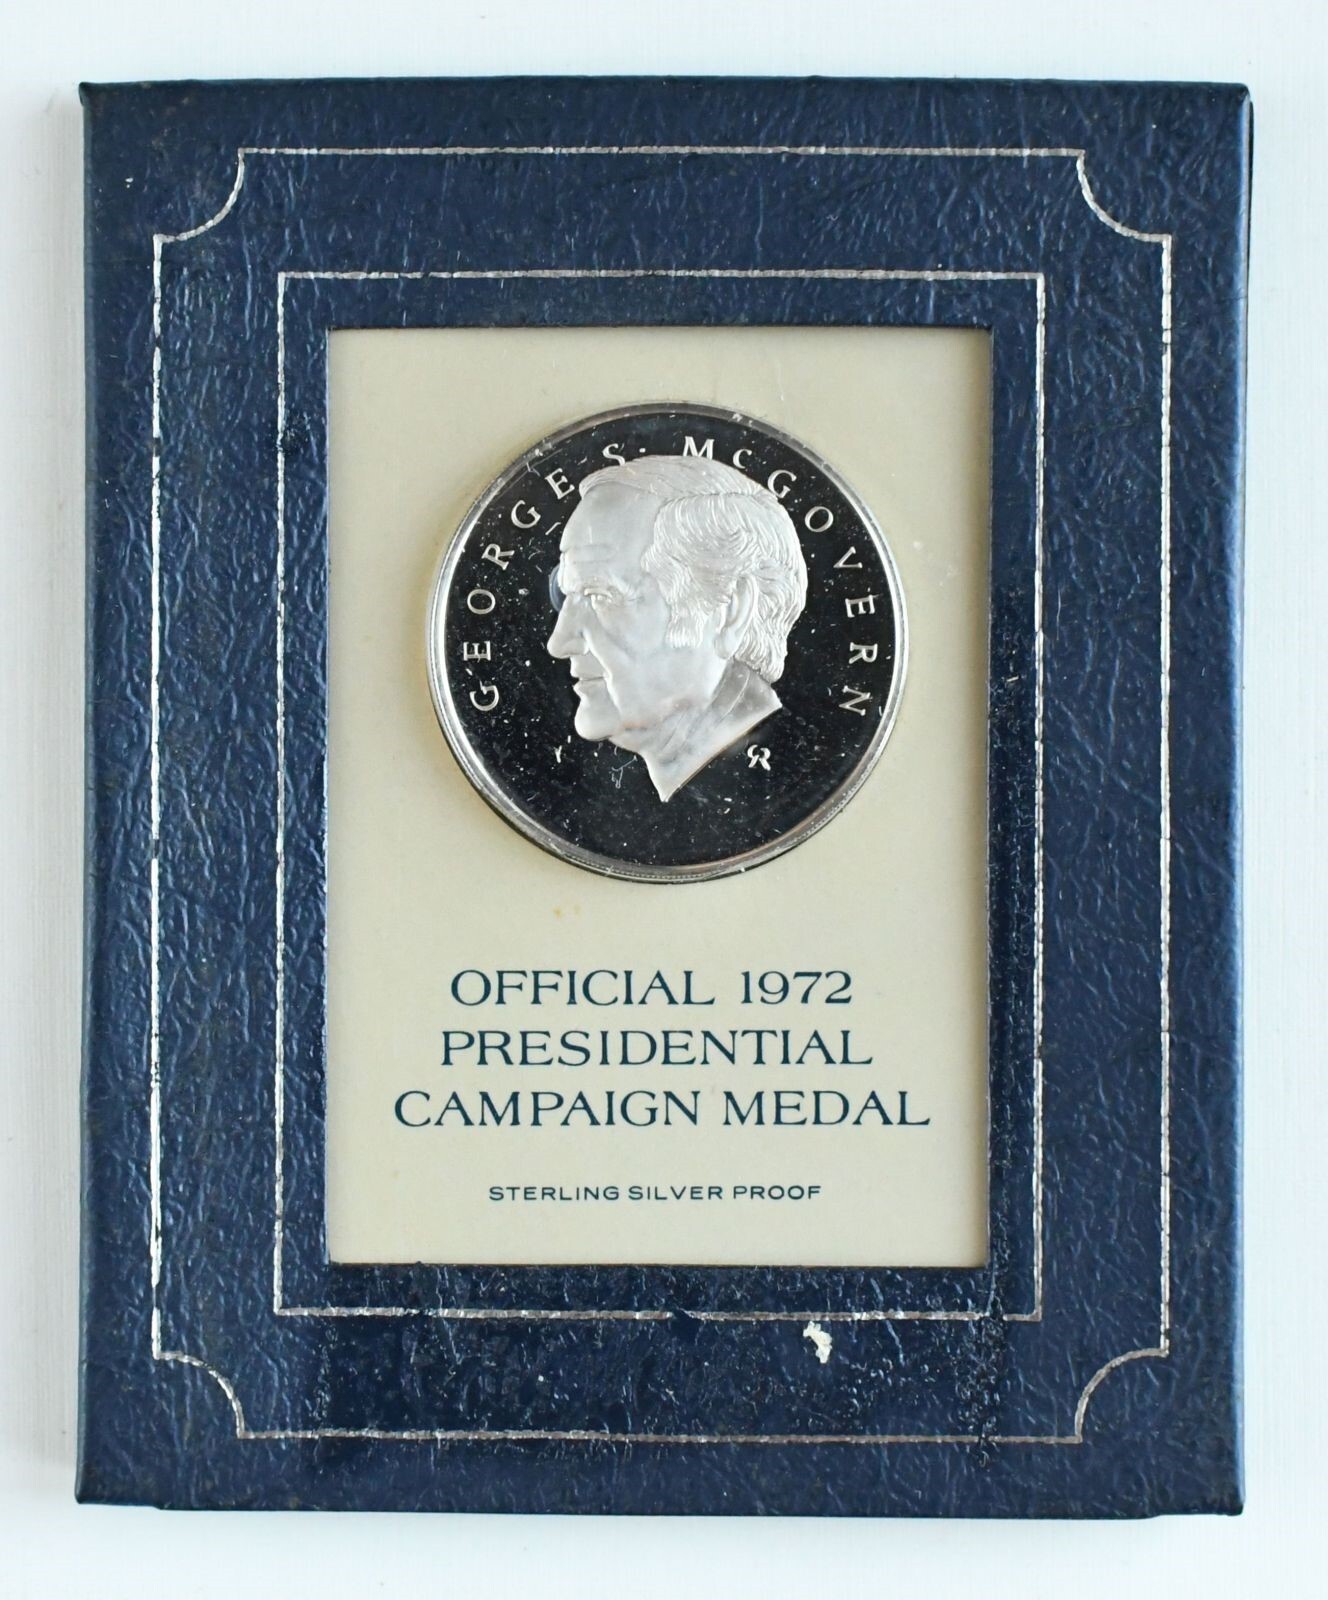 GEORGE S. McGOVERN
OFFICIAL 1972
PRESIDENTIAL
CAMPAIGN MEDAL
STERLING SILVER PROOF